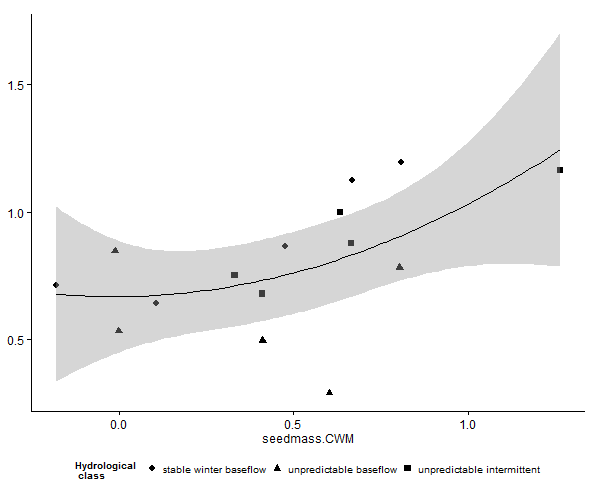 1.5
1.0
0.5
0.0 0.5 1.0
seedmass.CWM
Hydrological
class
stable winter baseflow unpredictable baseflow unpredictable intermittent